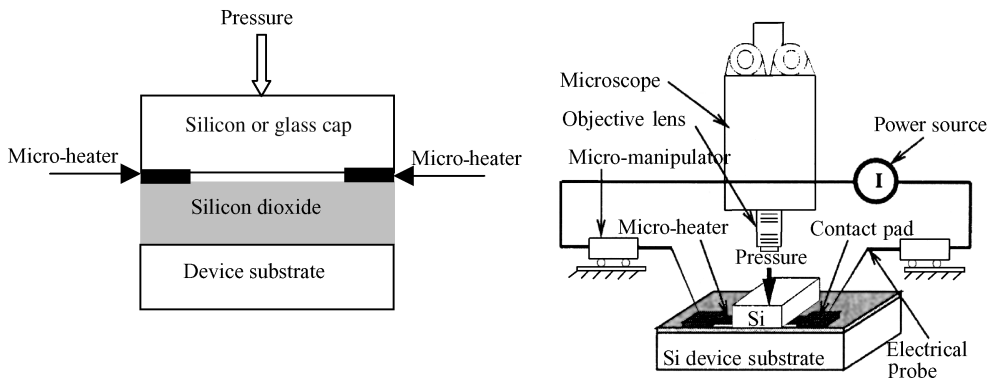 Pressure
Silicon or glass cap
Micro-heater
Micro-heater
Silicon dioxide
Device substrate
Microscope
Objective lens
Micro-manipulator
Power source
I
Micro-heater
Contact pad
Pressure
Si
Si device substrate
Electrical
probe